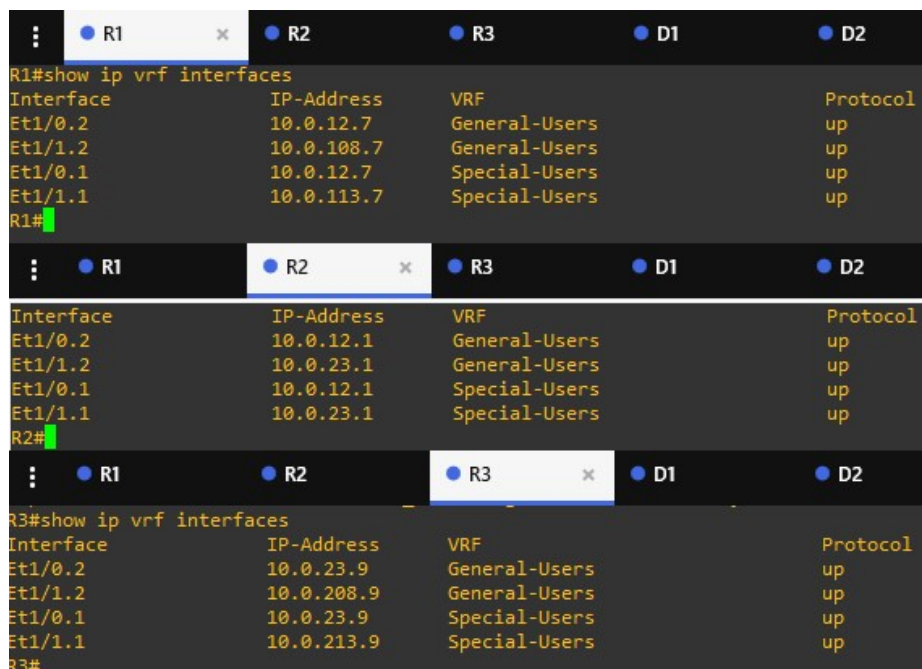 R1 × R2 R3 D1 D2
R1#show ip vrf interfaces
Interface IP-Address VRF Protocol
Et1/0.2 10.0.12.7 General-Users up
Et1/1.2 10.0.108.7 General-Users up
Et1/0.1 10.0.12.7 Special-Users up
Et1/1.1 10.0.113.7 Special-Users up
R1#
R1 R2 × R3 D1 D2
Interface IP-Address VRF Protocol
Et1/0.2 10.0.12.1 General-Users up
Et1/1.2 10.0.23.1 General-Users up
Et1/0.1 10.0.12.1 Special-Users up
Et1/1.1 10.0.23.1 Special-Users up
R2#
R1 R2 R3 × D1 D2
R3#show ip vrf interfaces
Interface IP-Address VRF Protocol
Et1/0.2 10.0.23.9 General-Users up
Et1/1.2 10.0.208.9 General-Users up
Et1/0.1 10.0.23.9 Special-Users up
Et1/1.1 10.0.213.9 Special-Users up
R3#